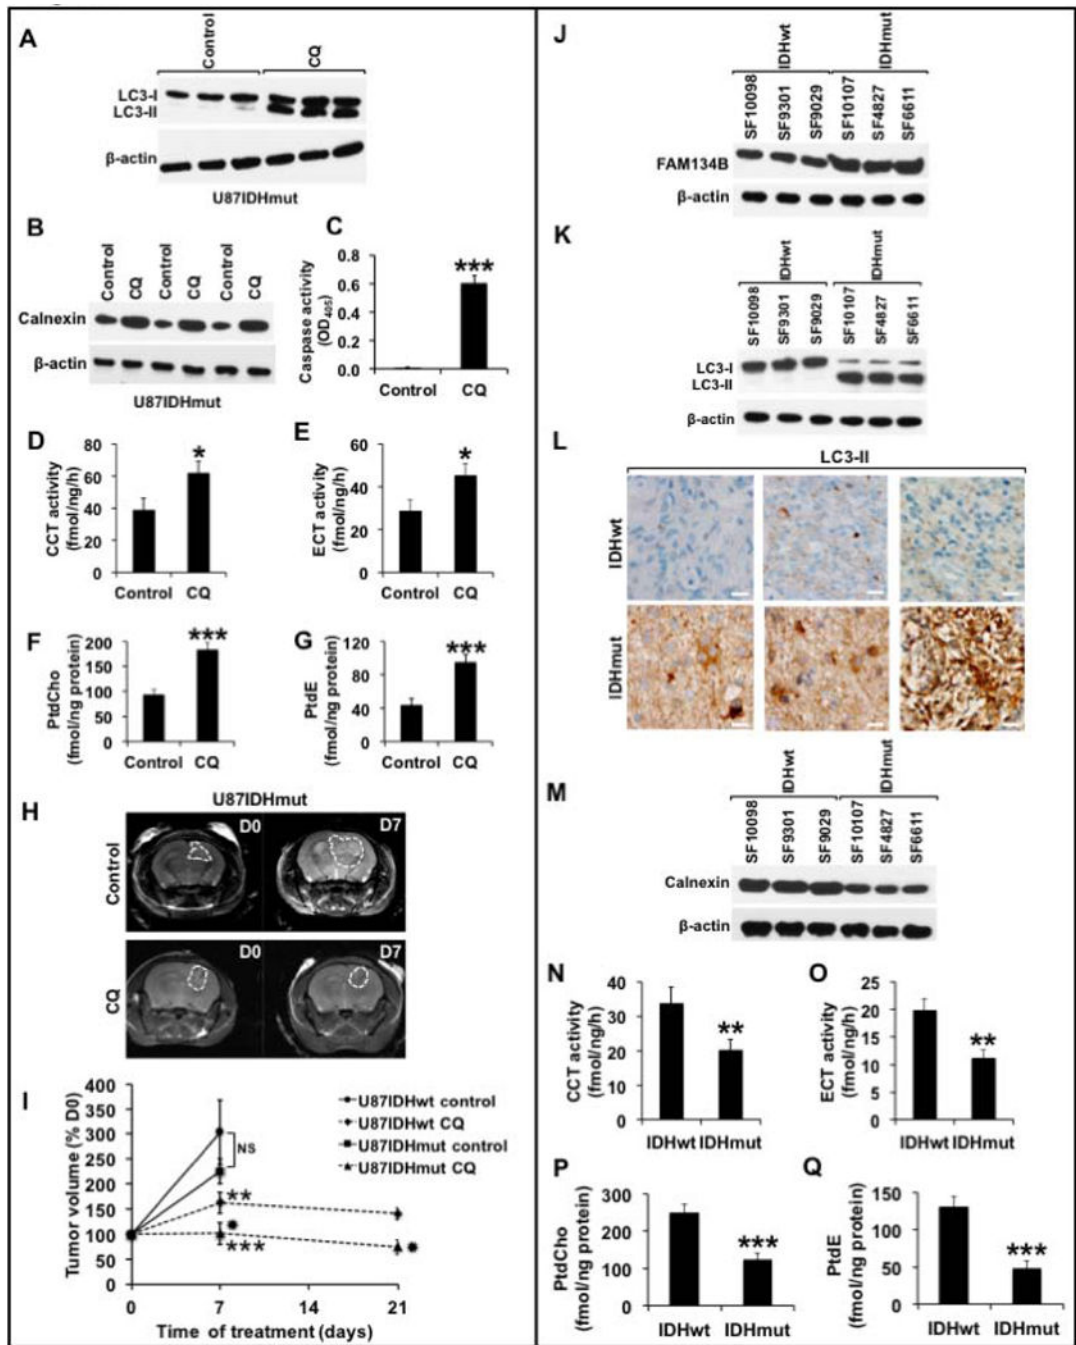 A
Control
CQ
LC3-I
LC3-II
β-actin
U87IDHmut
B
Control
CQ
Control
CQ
Control
CQ
Calnexin
β-actin
U87IDHmut
C
Caspase activity
(OD405)
0.8
0.6
0.4
0.2
0.0
***
Control
CQ
D
CCT activity
(fmol/ng/h)
80
60
40
20
0
*
Control
CQ
E
ECT activity
(fmol/ng/h)
60
40
20
0
*
Control
CQ
F
PtdCho
(fmol/ng protein)
200
150
100
50
0
***
Control
CQ
G
PtdE
(fmol/ng protein)
120
80
40
0
***
Control
CQ
H
U87IDHmut
Control
D0
D7
CQ
D0
D7
I
Tumor volume (% D0)
400
350
300
250
200
150
100
50
0
U87IDHwt control
U87IDHwt CQ
U87IDHmut control
U87IDHmut CQ
NS
**
***
0
7
14
21
Time of treatment (days)
J
IDHwt
IDHmut
SF10098
SF9301
SF9029
SF10107
SF4827
SF6611
FAM134B
β-actin
K
IDHwt
IDHmut
SF10098
SF9301
SF9029
SF10107
SF4827
SF6611
LC3-I
LC3-II
β-actin
L
LC3-II
IDHwt
IDHmut
M
IDHwt
IDHmut
SF10098
SF9301
SF9029
SF10107
SF4827
SF6611
Calnexin
β-actin
N
CCT activity
(fmol/ng/h)
40
30
20
10
0
**
IDHwt
IDHmut
O
ECT activity
(fmol/ng/h)
25
20
15
10
5
0
**
IDHwt
IDHmut
P
PtdCho
(fmol/ng protein)
300
200
100
0
***
IDHwt
IDHmut
Q
PtdE
(fmol/ng protein)
150
100
50
0
***
IDHwt
IDHmut